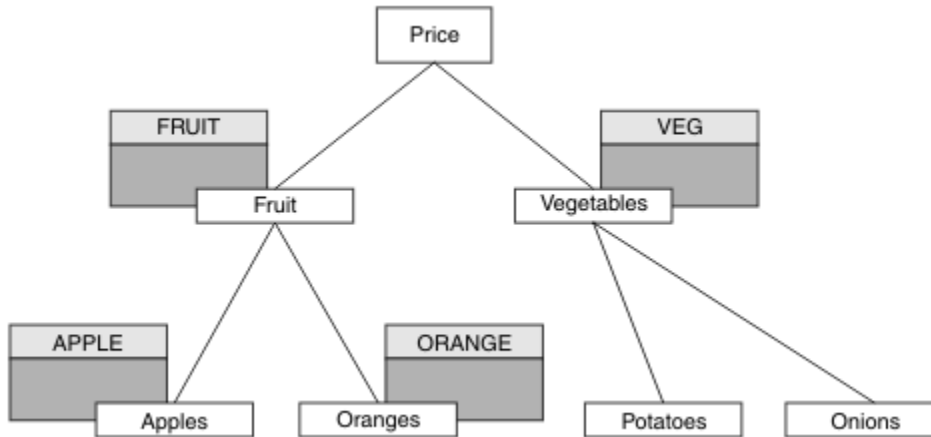 Price
FRUIT
VEG
Fruit
Vegetables
APPLE
ORANGE
Apples
Oranges
Potatoes
Onions